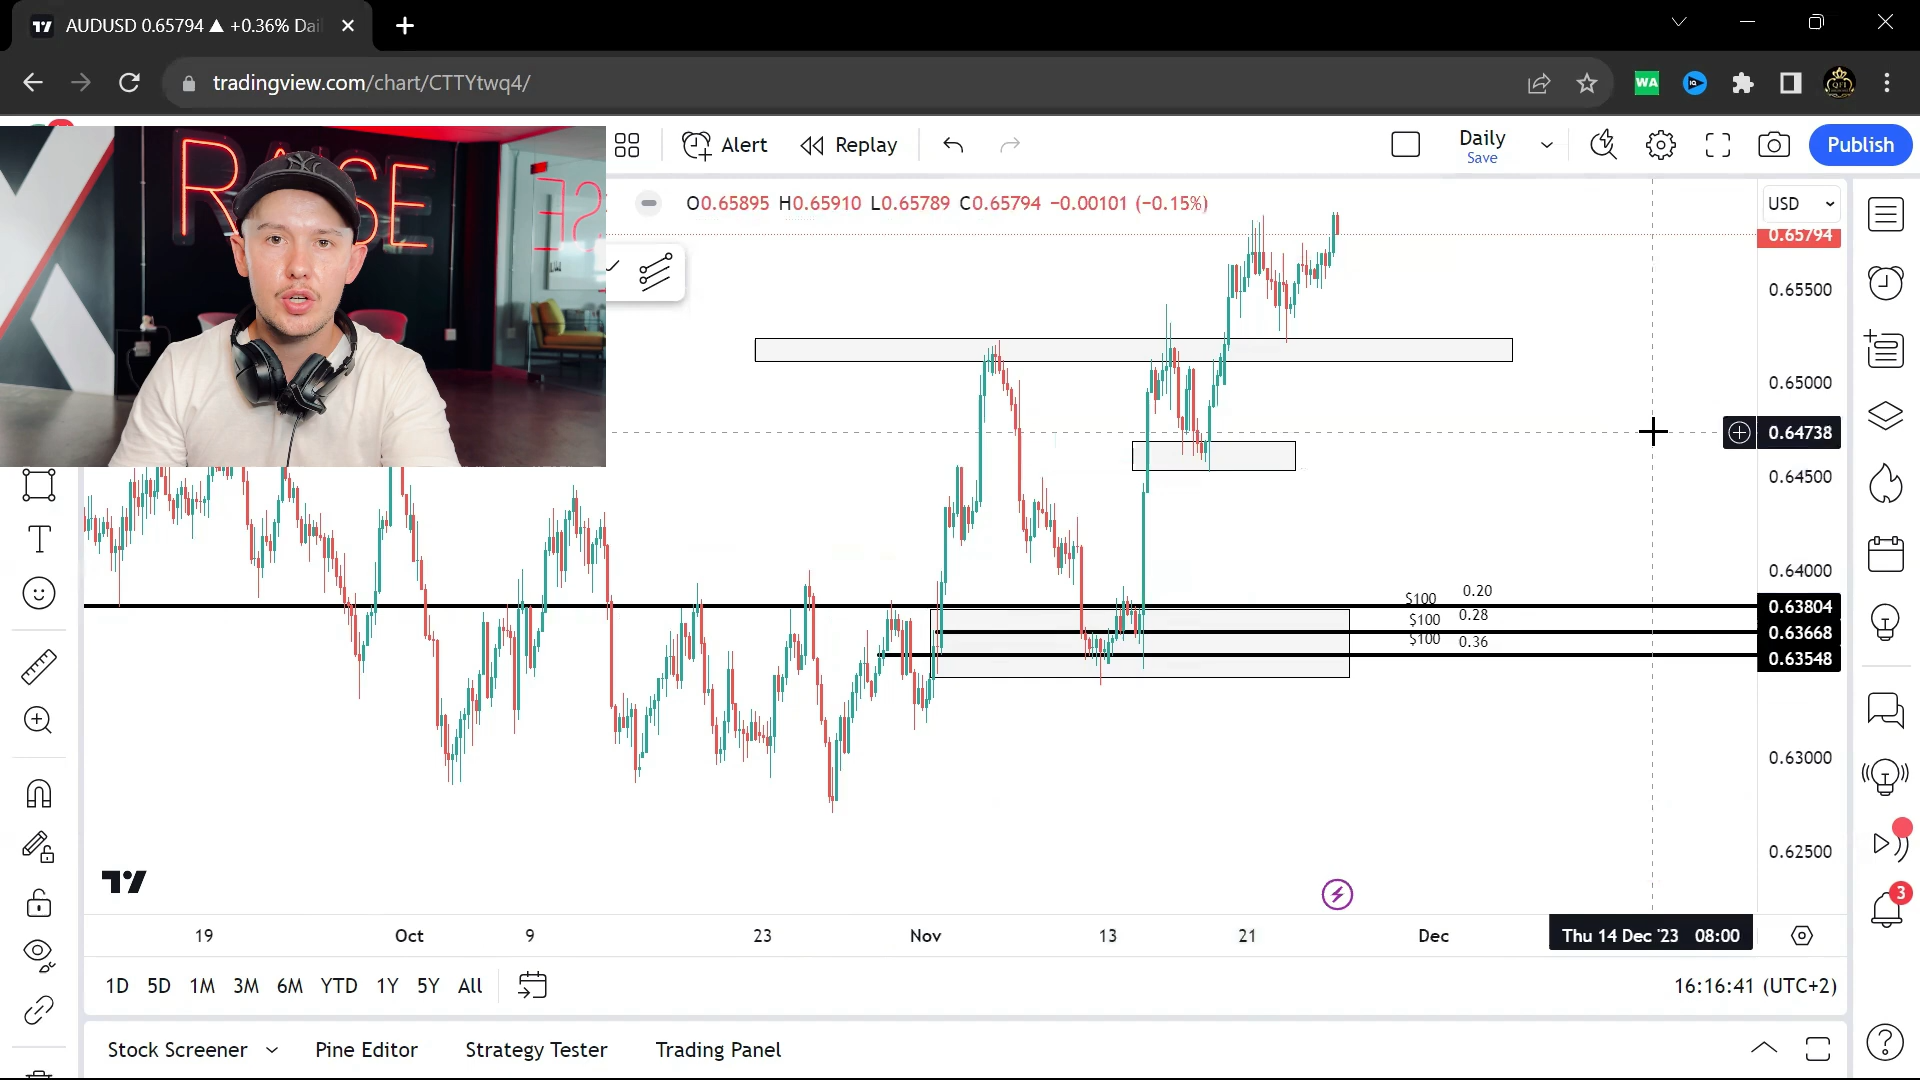 AUDUSD 0.65794 ▲ +0.36% Dai
tradingview.com/chart/CTTYtwq4/
WA
Alert
Replay
Daily
Save
Publish
RAISE
O0.65895 H0.65910 L0.65789 C0.65794 −0.00101 (−0.15%)
USD
0.65794
0.65500
0.65000
0.64738
0.64500
0.64000
$100 0.20
0.63804
$100 0.28
0.63668
$100 0.36
0.63548
0.63000
0.62500
19 Oct 9 23 Nov 13 21 Dec Thu 14 Dec '23 08:00
3
1D 5D 1M 3M 6M YTD 1Y 5Y All
16:16:41 (UTC+2)
Stock Screener Pine Editor Strategy Tester Trading Panel